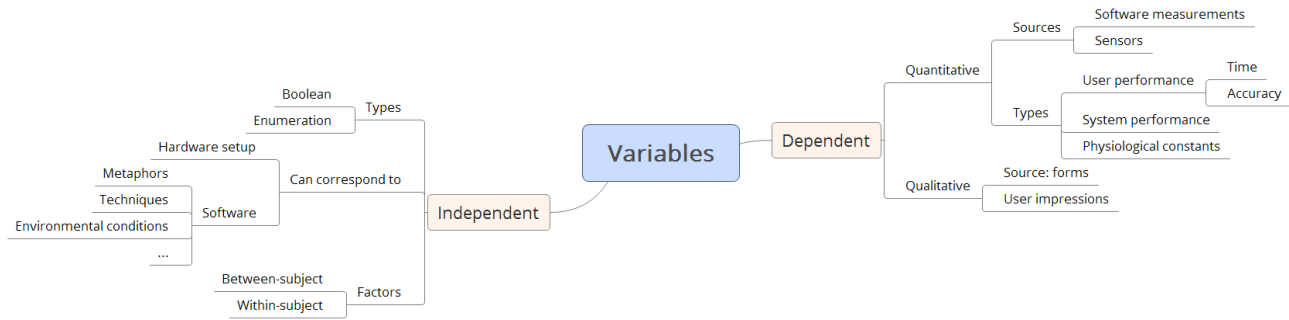 Variables
Dependent
Quantitative
Sources
Software measurements
Sensors
Types
User performance
Time
Accuracy
System performance
Physiological constants
Qualitative
Source: forms
User impressions
Independent
Types
Boolean
Enumeration
Can correspond to
Hardware setup
Software
Metaphors
Techniques
Environmental conditions
...
Factors
Between-subject
Within-subject